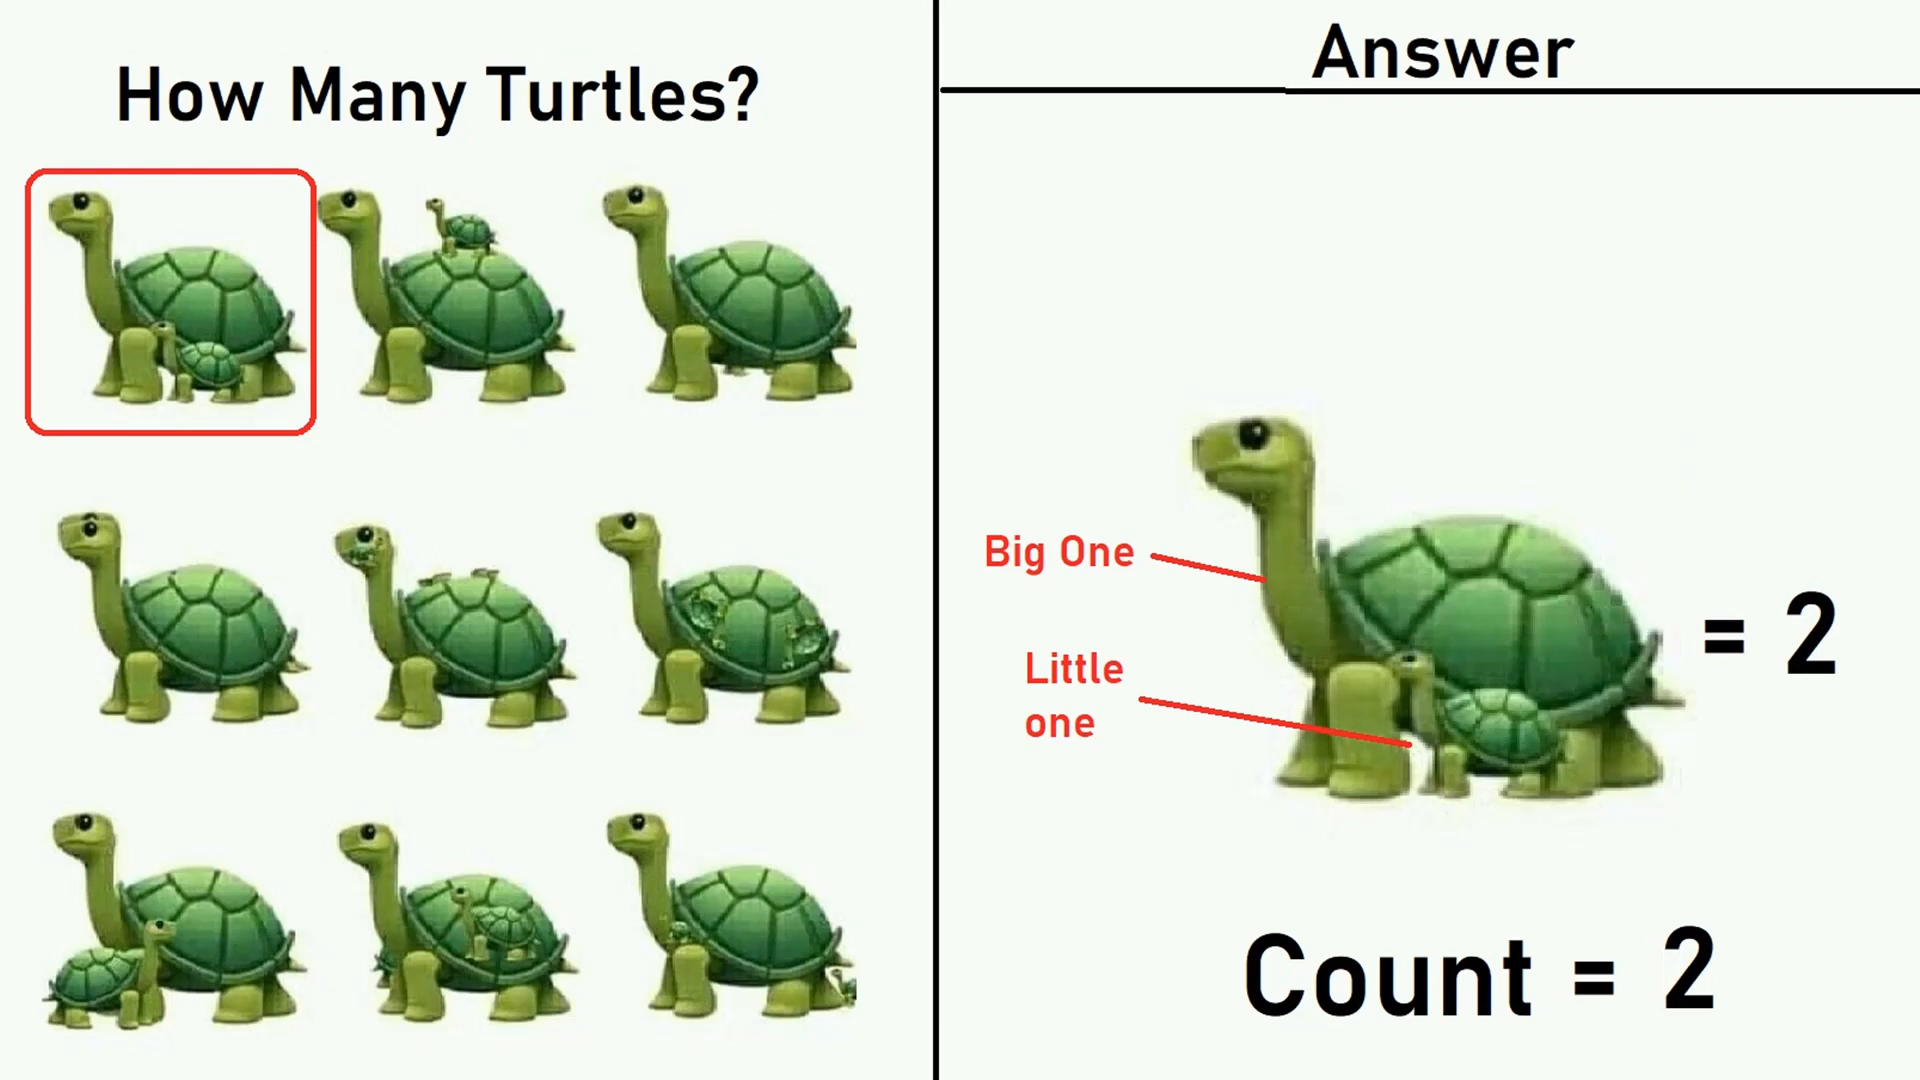 How Many Turtles?
Answer
Big One
Little
one
= 2
Count = 2